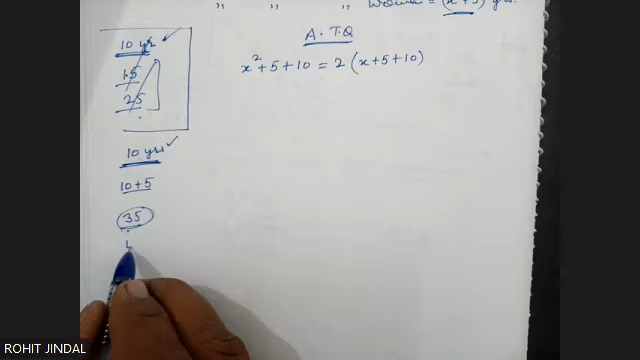 ,, ,, ,, woman = (x+5) yrs.
A.T.Q
x²+5+10 = 2 (x+5+10)
10 yr
15
25
10 yrs
10+5
35
ROHIT JINDAL